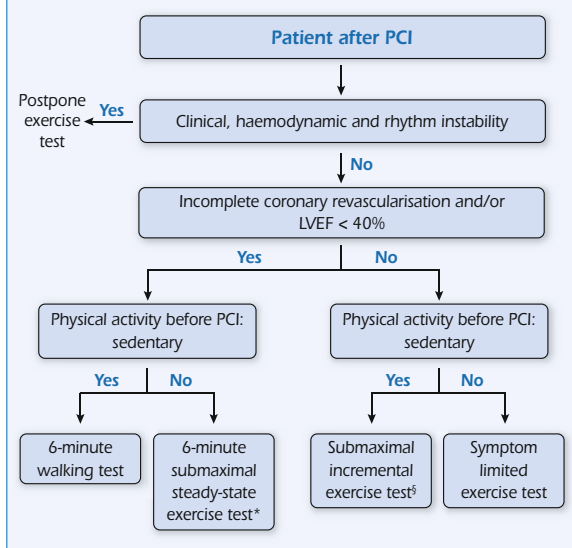 Patient after PCI
Postpone
exercise
test
Yes
Clinical, haemodynamic and rhythm instability
No
Incomplete coronary revascularisation and/or
LVEF < 40%
Yes
No
Physical activity before PCI:
sedentary
Physical activity before PCI:
sedentary
Yes
No
Yes
No
6-minute
walking test
6-minute
submaximal
steady-state
exercise test*
Submaximal
incremental
exercise test§
Symptom
limited
exercise test